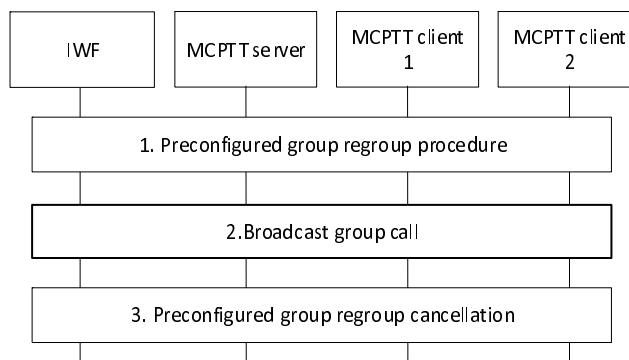 IWF
MCPTT server
MCPTT client
1
MCPTT client
2
1. Preconfigured group regroup procedure
2.Broadcast group call
3. Preconfigured group regroup cancellation